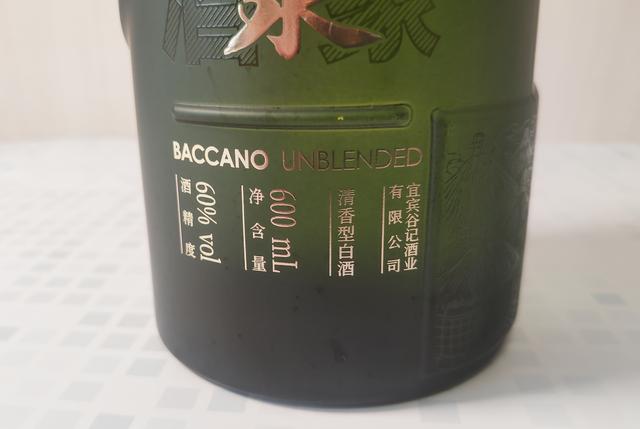 BACCANO UNBLENDED
酒精度
60% vol
净含量
600 mL
清香型白酒
宜宾谷记酒业
有限公司